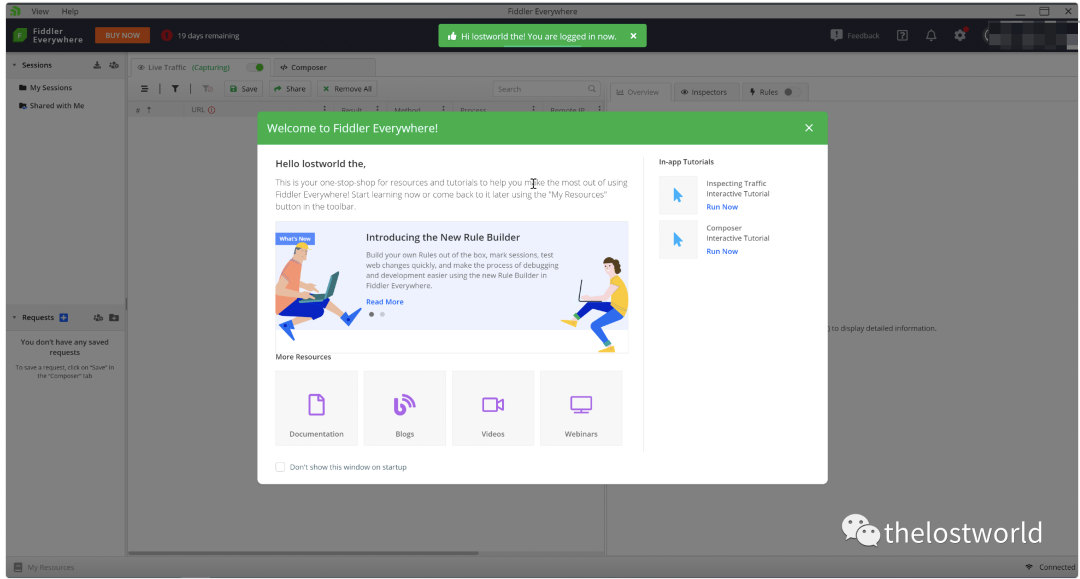 View Help
Fiddler Everywhere
Fiddler
Everywhere
BUY NOW
19 days remaining
Hi lostworld the! You are logged in now.
Feedback
Sessions
My Sessions
Shared with Me
Live Traffic (Capturing)
Composer
Save
Share
Remove All
Search
Overview
Inspectors
Rules
# URL Result Method Process Remote IP
Welcome to Fiddler Everywhere!
Hello lostworld the,
This is your one-stop-shop for resources and tutorials to help you make the most out of using
Fiddler Everywhere! Start learning now or come back to it later using the "My Resources"
button in the toolbar.
What's New
Introducing the New Rule Builder
Build your own Rules out of the box, mark sessions, test
web changes quickly, and make the process of debugging
and development easier using the new Rule Builder in
Fiddler Everywhere.
Read More
More Resources
Documentation
Blogs
Videos
Webinars
Don't show this window on startup
In-app Tutorials
Inspecting Traffic
Interactive Tutorial
Run Now
Composer
Interactive Tutorial
Run Now
) to display detailed information.
Requests
You don't have any saved
requests
To save a request, click on "Save" in
the "Composer" tab
thelostworld
My Resources
Connected